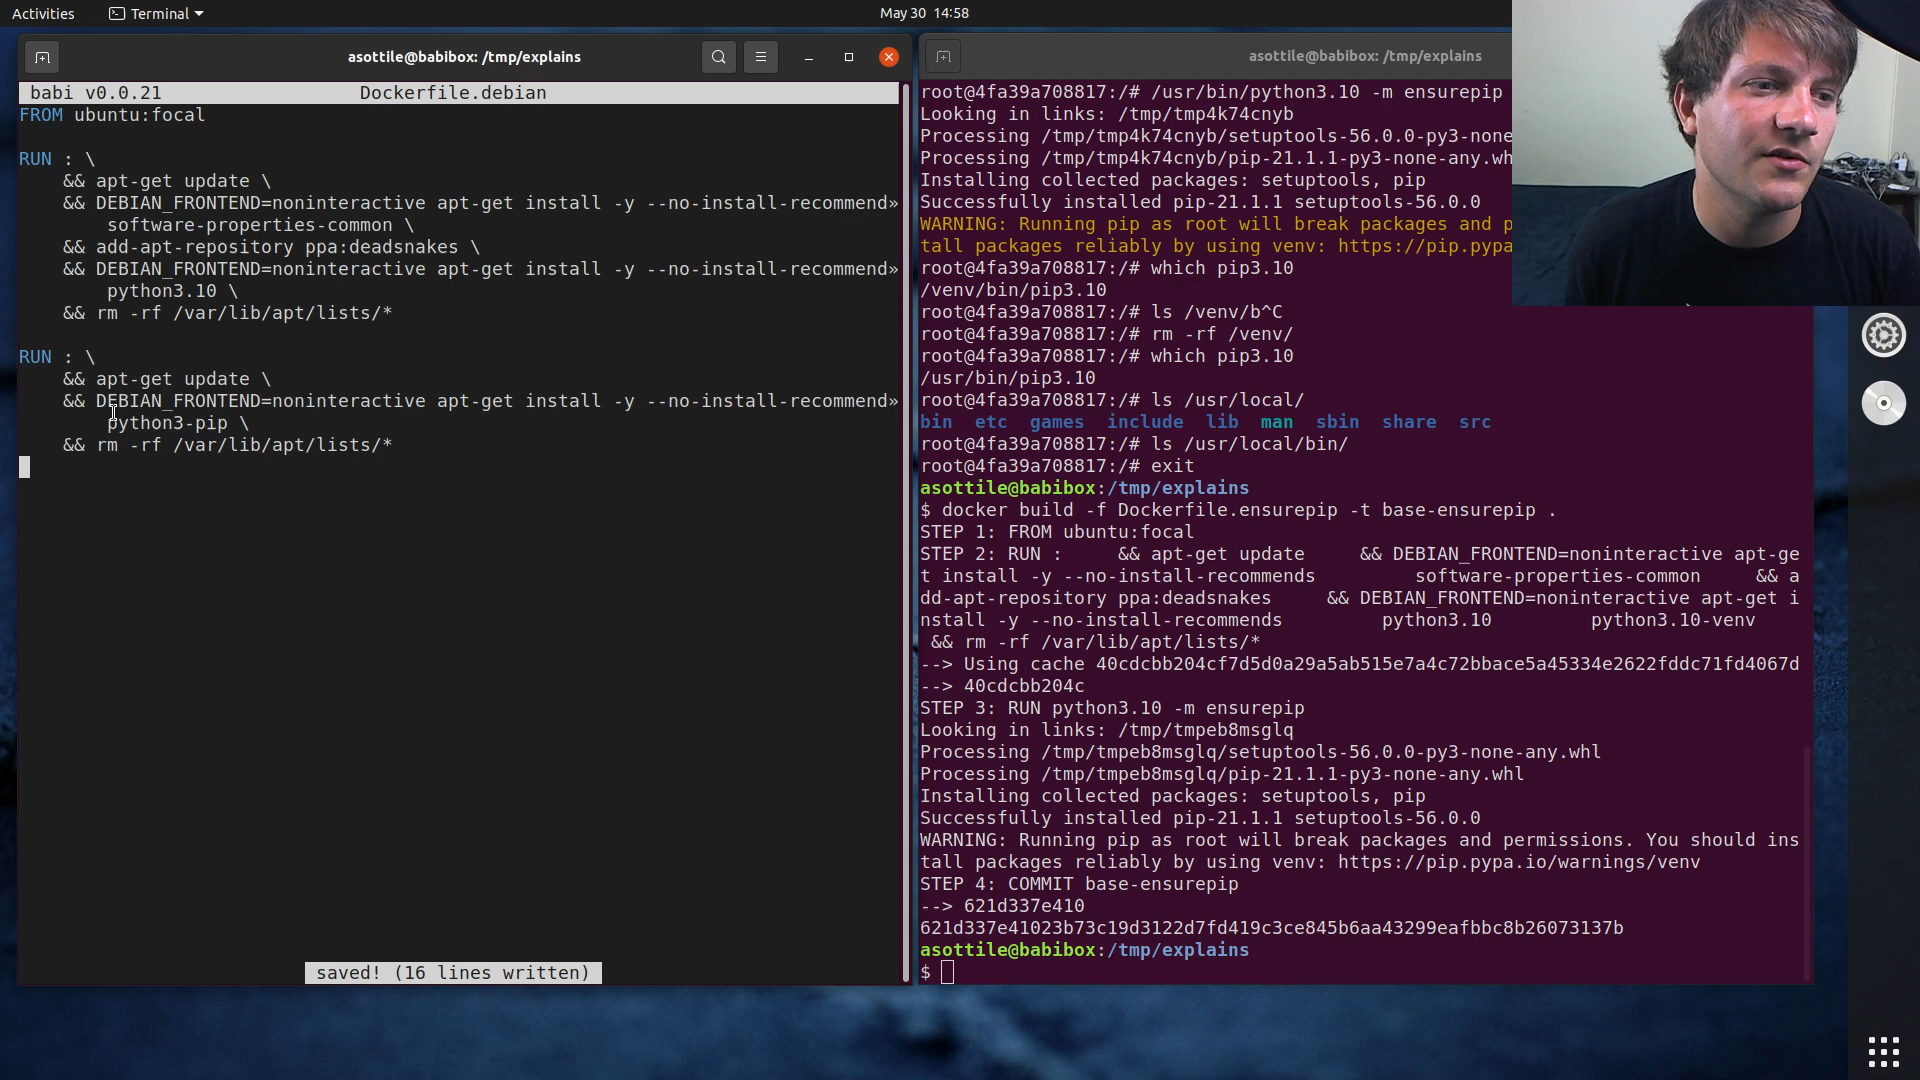 Activities
Terminal
May 30 14:58
asottile@babibox: /tmp/explains
babi v0.0.21 Dockerfile.debian
FROM ubuntu:focal
RUN : \
&& apt-get update \
&& DEBIAN_FRONTEND=noninteractive apt-get install -y --no-install-recommend»
software-properties-common \
&& add-apt-repository ppa:deadsnakes \
&& DEBIAN_FRONTEND=noninteractive apt-get install -y --no-install-recommend»
python3.10 \
&& rm -rf /var/lib/apt/lists/*
RUN : \
&& apt-get update \
&& DEBIAN_FRONTEND=noninteractive apt-get install -y --no-install-recommend»
python3-pip \
&& rm -rf /var/lib/apt/lists/*
saved! (16 lines written)
asottile@babibox: /tmp/explains
root@4fa39a708817:/# /usr/bin/python3.10 -m ensurepip
Looking in links: /tmp/tmp4k74cnyb
Processing /tmp/tmp4k74cnyb/setuptools-56.0.0-py3-none
Processing /tmp/tmp4k74cnyb/pip-21.1.1-py3-none-any.wh
Installing collected packages: setuptools, pip
Successfully installed pip-21.1.1 setuptools-56.0.0
WARNING: Running pip as root will break packages and p
tall packages reliably by using venv: https://pip.pypa
root@4fa39a708817:/# which pip3.10
/venv/bin/pip3.10
root@4fa39a708817:/# ls /venv/b^C
root@4fa39a708817:/# rm -rf /venv/
root@4fa39a708817:/# which pip3.10
/usr/bin/pip3.10
root@4fa39a708817:/# ls /usr/local/
bin etc games include lib man sbin share src
root@4fa39a708817:/# ls /usr/local/bin/
root@4fa39a708817:/# exit
asottile@babibox:/tmp/explains
$ docker build -f Dockerfile.ensurepip -t base-ensurepip .
STEP 1: FROM ubuntu:focal
STEP 2: RUN : && apt-get update && DEBIAN_FRONTEND=noninteractive apt-ge
t install -y --no-install-recommends software-properties-common && a
dd-apt-repository ppa:deadsnakes && DEBIAN_FRONTEND=noninteractive apt-get i
nstall -y --no-install-recommends python3.10 python3.10-venv
&& rm -rf /var/lib/apt/lists/*
--> Using cache 40cdcbb204cf7d5d0a29a5ab515e7a4c72bbace5a45334e2622fddc71fd4067d
--> 40cdcbb204c
STEP 3: RUN python3.10 -m ensurepip
Looking in links: /tmp/tmpeb8msglq
Processing /tmp/tmpeb8msglq/setuptools-56.0.0-py3-none-any.whl
Processing /tmp/tmpeb8msglq/pip-21.1.1-py3-none-any.whl
Installing collected packages: setuptools, pip
Successfully installed pip-21.1.1 setuptools-56.0.0
WARNING: Running pip as root will break packages and permissions. You should ins
tall packages reliably by using venv: https://pip.pypa.io/warnings/venv
STEP 4: COMMIT base-ensurepip
--> 621d337e410
621d337e41023b73c19d3122d7fd419c3ce845b6aa43299eafbbc8b26073137b
asottile@babibox:/tmp/explains
$